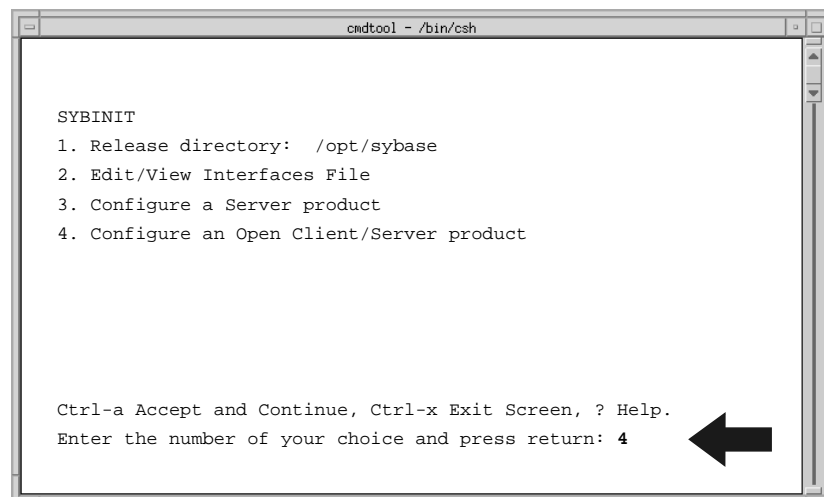 cmdtool - /bin/csh
SYBINIT
1. Release directory:  /opt/sybase
2. Edit/View Interfaces File
3. Configure a Server product
4. Configure an Open Client/Server product
Ctrl-a Accept and Continue, Ctrl-x Exit Screen, ? Help.
Enter the number of your choice and press return: 4